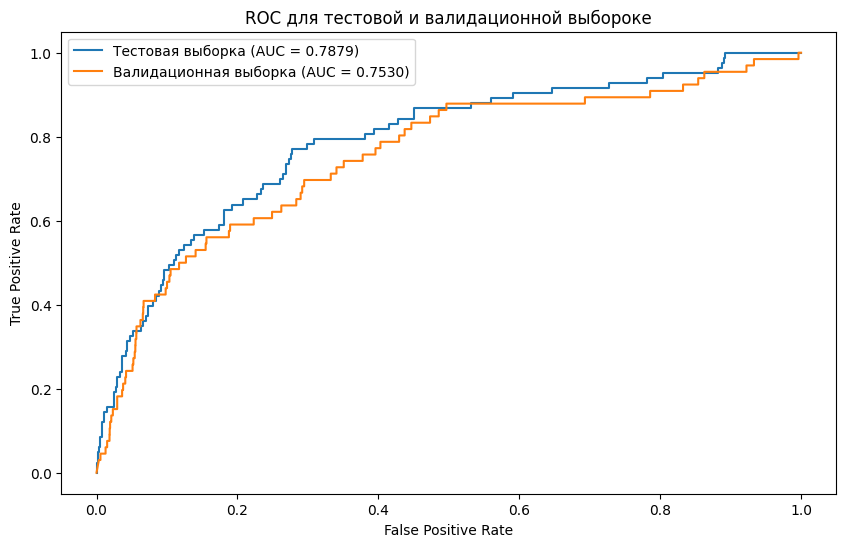 ROC для тестовой и валидационной выбороке
Тестовая выборка (AUC = 0.7879)
Валидационная выборка (AUC = 0.7530)
1.0
0.8
0.6
0.4
0.2
0.0
True Positive Rate
0.0 0.2 0.4 0.6 0.8 1.0
False Positive Rate